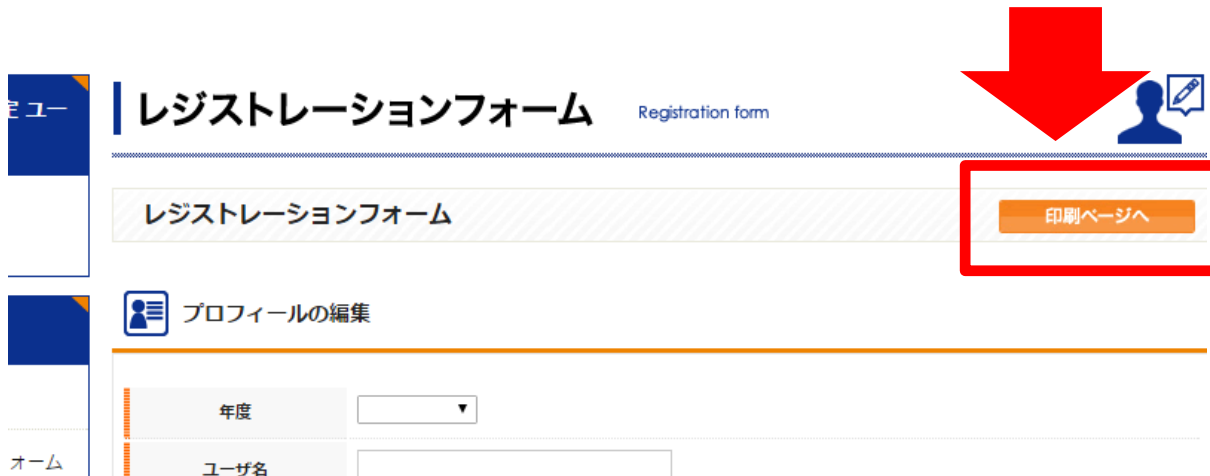 ユー
レジストレーションフォーム Registration form
レジストレーションフォーム 印刷ページへ
プロフィールの編集
年度
ユーザ名
ォーム